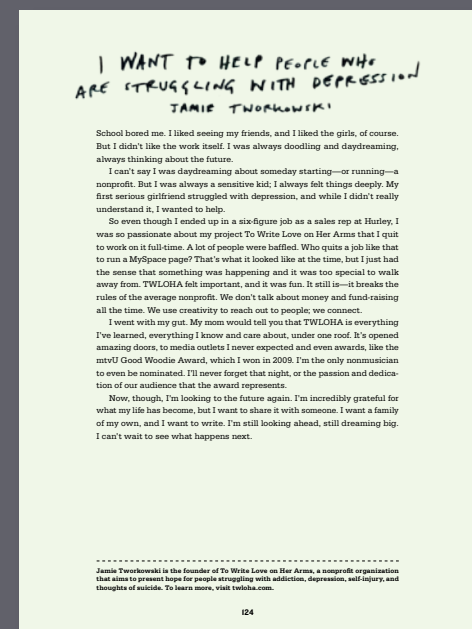 I WANT TO HELP PEOPLE WHO
ARE STRUGGLING WITH DEPRESSION
JAMIE TWORKOWSKI
School bored me. I liked seeing my friends, and I liked the girls, of course.
But I didn't like the work itself. I was always doodling and daydreaming,
always thinking about the future.
I can't say I was daydreaming about someday starting—or running—a
nonprofit. But I was always a sensitive kid; I always felt things deeply. My
first serious girlfriend struggled with depression, and while I didn't really
understand it, I wanted to help.
So even though I ended up in a six-figure job as a sales rep at Hurley, I
was so passionate about my project To Write Love on Her Arms that I quit
to work on it full-time. A lot of people were baffled. Who quits a job like that
to run a MySpace page? That's what it looked like at the time, but I just had
the sense that something was happening and it was too special to walk
away from. TWLOHA felt important, and it was fun. It still is—it breaks the
rules of the average nonprofit. We don't talk about money and fund-raising
all the time. We use creativity to reach out to people; we connect.
I went with my gut. My mom would tell you that TWLOHA is everything
I've learned, everything I know and care about, under one roof. It's opened
amazing doors, to media outlets I never expected and even awards, like the
mtvU Good Woodie Award, which I won in 2009. I'm the only nonmusician
to even be nominated. I'll never forget that night, or the passion and dedica-
tion of our audience that the award represents.
Now, though, I'm looking to the future again. I'm incredibly grateful for
what my life has become, but I want to share it with someone. I want a family
of my own, and I want to write. I'm still looking ahead, still dreaming big.
I can't wait to see what happens next.
Jamie Tworkowski is the founder of To Write Love on Her Arms, a nonprofit organization
that aims to present hope for people struggling with addiction, depression, self-injury, and
thoughts of suicide. To learn more, visit twloha.com.
124